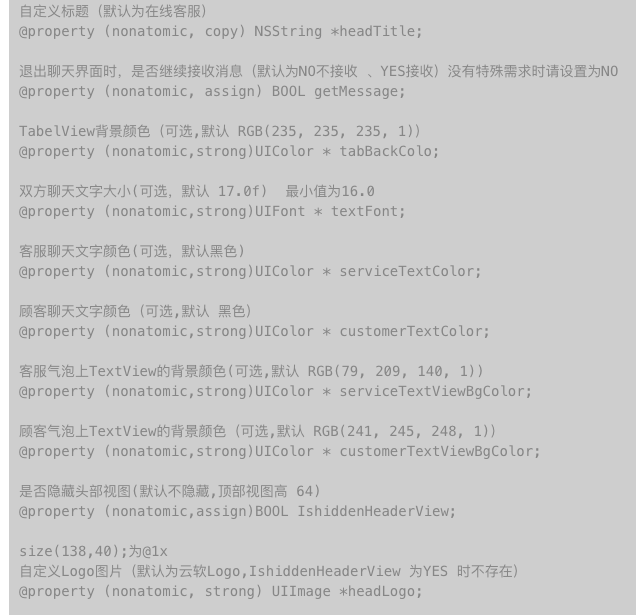 自定义标题（默认为在线客服）
@property (nonatomic, copy) NSString *headTitle;
退出聊天界面时，是否继续接收消息（默认为NO不接收 、YES接收）没有特殊需求时请设置为NO
@property (nonatomic, assign) BOOL getMessage;
TabelView背景颜色（可选,默认 RGB(235, 235, 235, 1)）
@property (nonatomic,strong)UIColor * tabBackColo;
双方聊天文字大小(可选，默认 17.0f)  最小值为16.0
@property (nonatomic,strong)UIFont * textFont;
客服聊天文字颜色(可选，默认黑色)
@property (nonatomic,strong)UIColor * serviceTextColor;
顾客聊天文字颜色（可选,默认 黑色）
@property (nonatomic,strong)UIColor * customerTextColor;
客服气泡上TextView的背景颜色(可选,默认 RGB(79, 209, 140, 1))
@property (nonatomic,strong)UIColor * serviceTextViewBgColor;
顾客气泡上TextView的背景颜色（可选,默认 RGB(241, 245, 248, 1)）
@property (nonatomic,strong)UIColor * customerTextViewBgColor;
是否隐藏头部视图(默认不隐藏,顶部视图高 64)
@property (nonatomic,assign)BOOL IshiddenHeaderView;
size(138,40);为@1x
自定义Logo图片（默认为云软Logo,IshiddenHeaderView 为YES 时不存在）
@property (nonatomic, strong) UIImage *headLogo;